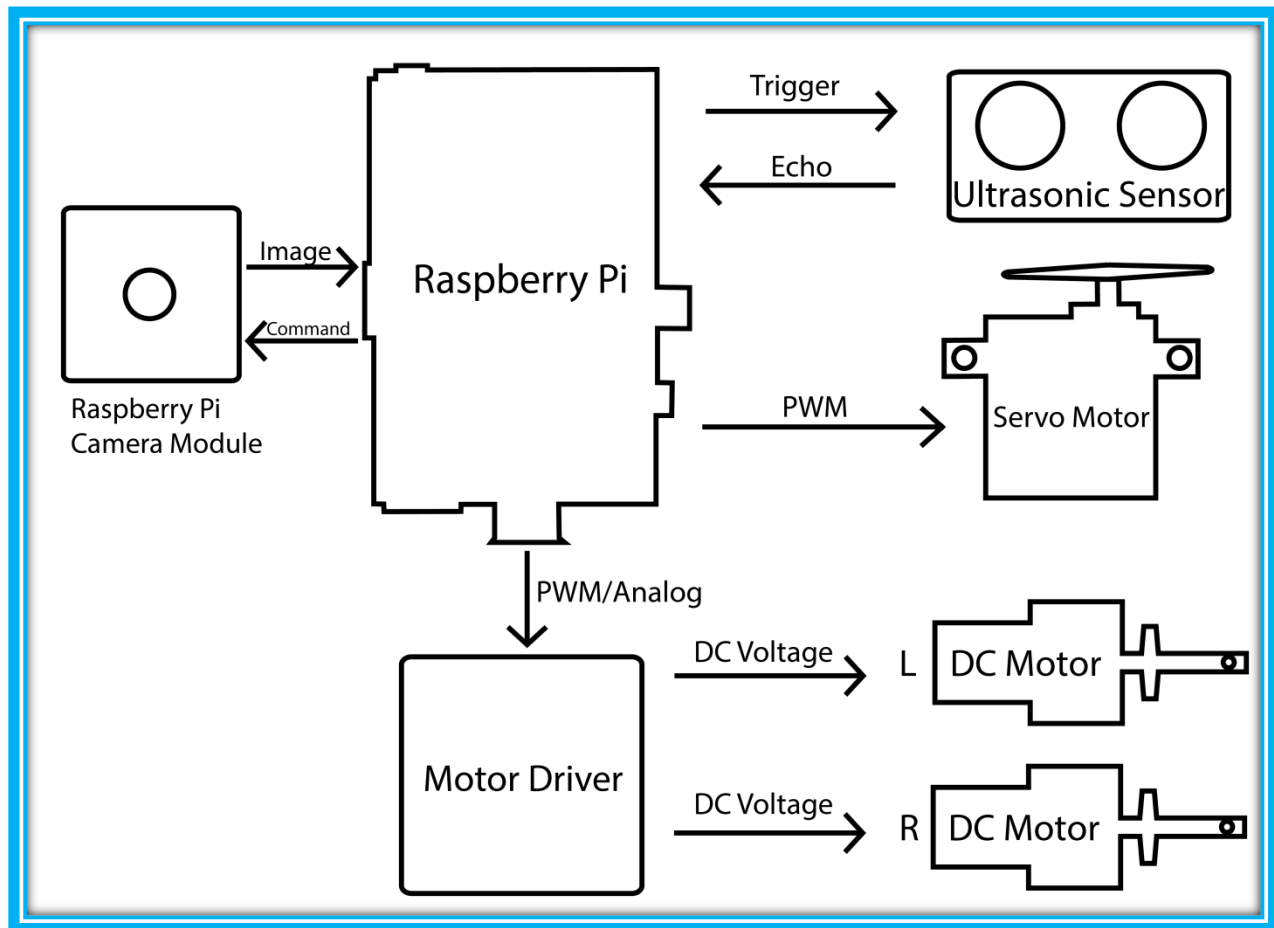 Trigger
Echo
Ultrasonic Sensor
Image
Command
Raspberry Pi
Raspberry Pi
Camera Module
PWM
Servo Motor
PWM/Analog
Motor Driver
DC Voltage
L
DC Motor
DC Voltage
R
DC Motor